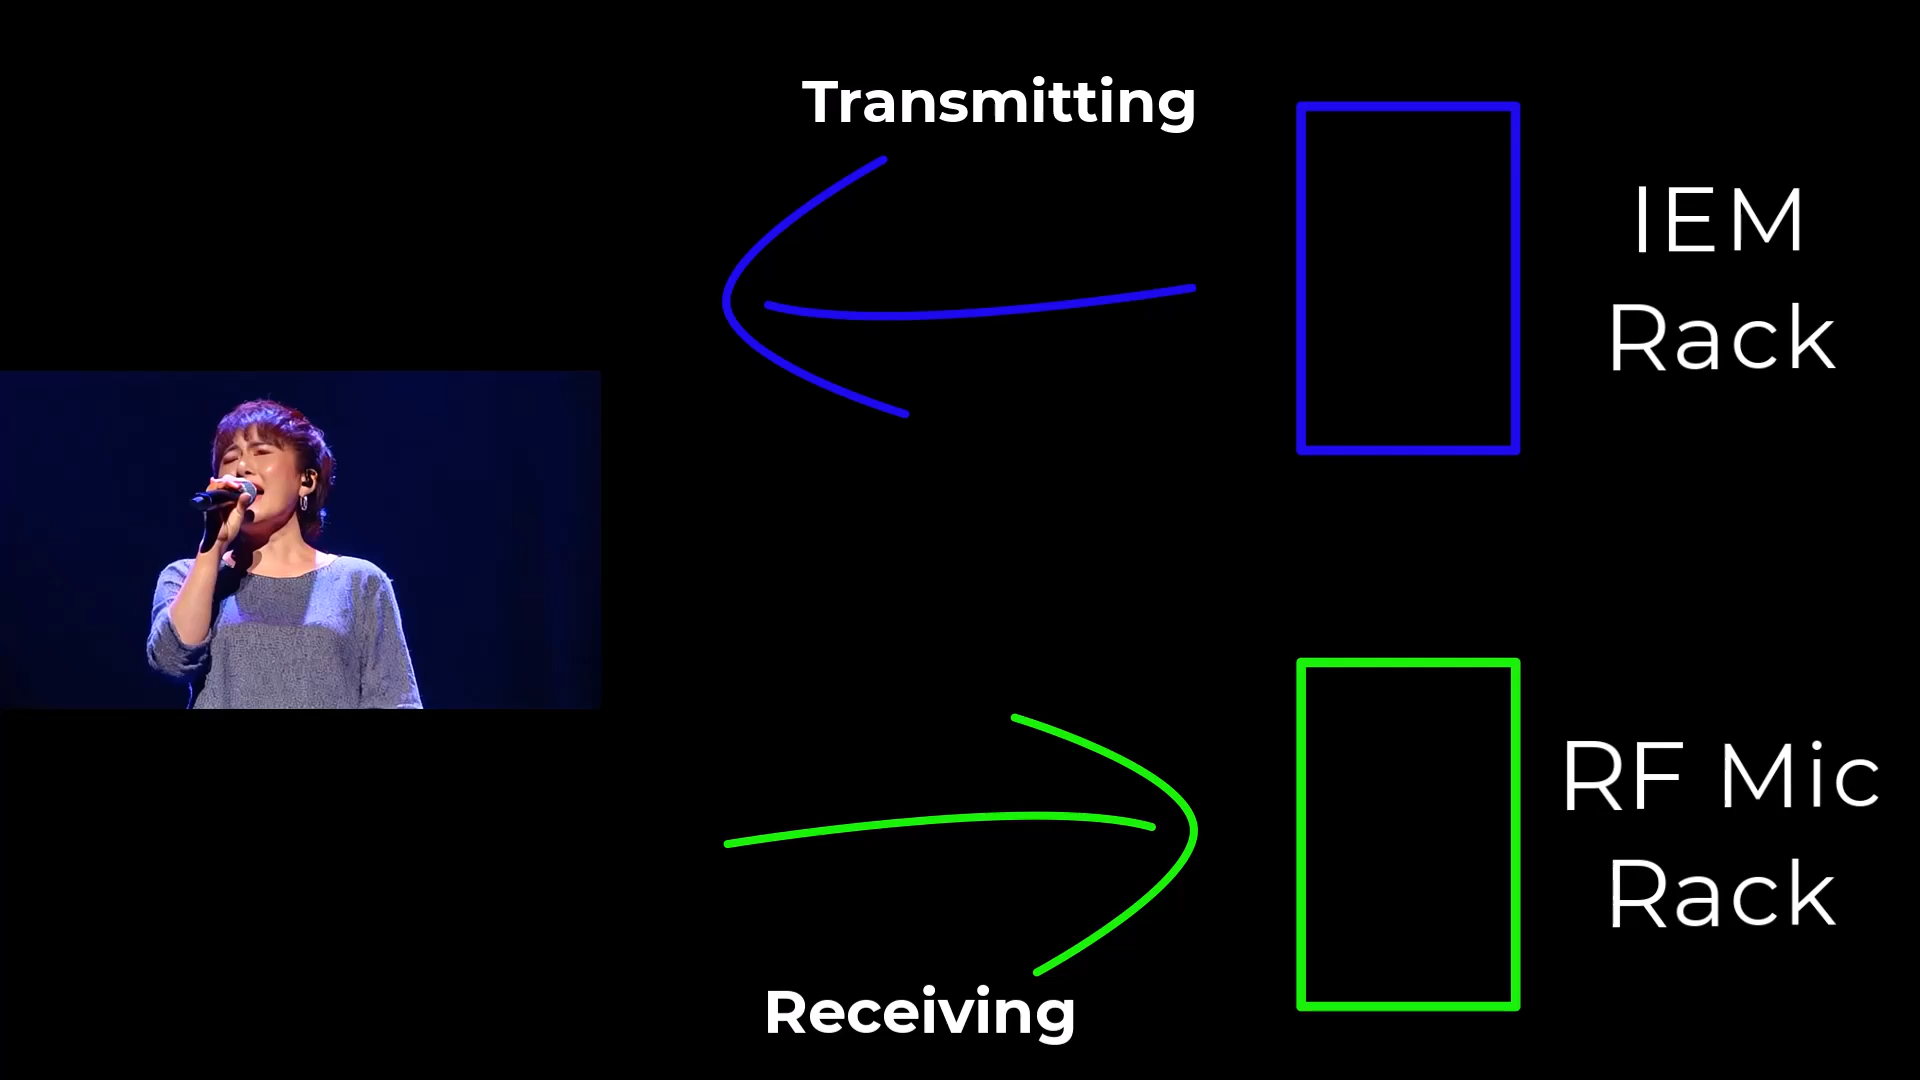 Transmitting
IEM
Rack
RF Mic
Rack
Receiving